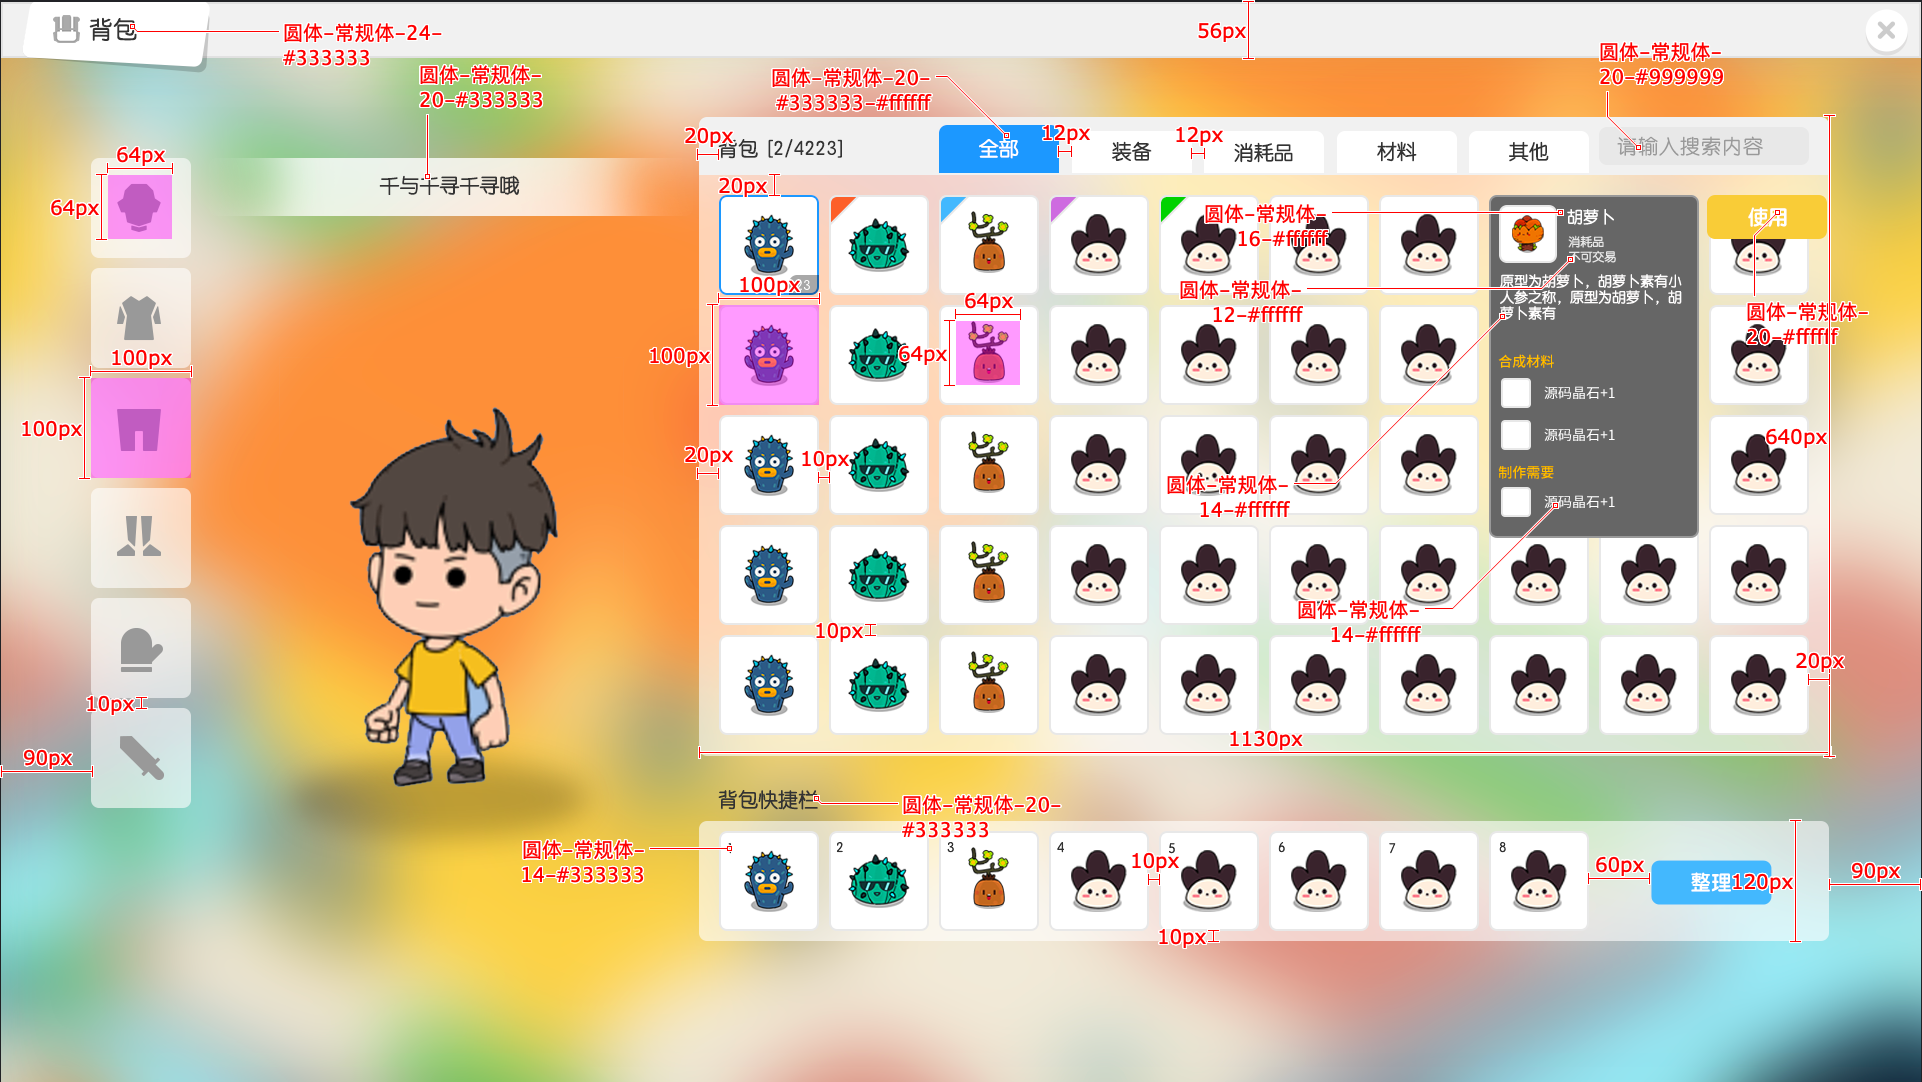 背包
圆体-常规体-24-
#333333
56px
圆体-常规体-
20-#333333
圆体-常规体-20-
#333333-#ffffff
圆体-常规体-
20-#999999
20px
背包 [2/4223]
全部
12px
装备
12px
消耗品
材料
其他
请输入搜索内容
64px
64px
千与千寻千寻哦
20px
圆体-常规体-
16-#ffffff
胡萝卜
消耗品
不可交易
使用
100px
64px
圆体-常规体-
12-#ffffff
原型为胡萝卜，胡萝卜素有小
人参之称，原型为胡萝卜，胡
萝卜素有
圆体-常规体-
20-#ffffff
100px
100px
64px
合成材料
源码晶石+1
100px
源码晶石+1
640px
20px
10px
制作需要
圆体-常规体-
14-#ffffff
源码晶石+1
圆体-常规体-
14-#ffffff
10px
20px
10px
90px
1130px
背包快捷栏
圆体-常规体-20-
#333333
圆体-常规体-
14-#333333
1
2
3
4
5
6
7
8
10px
60px
整理
120px
90px
10px